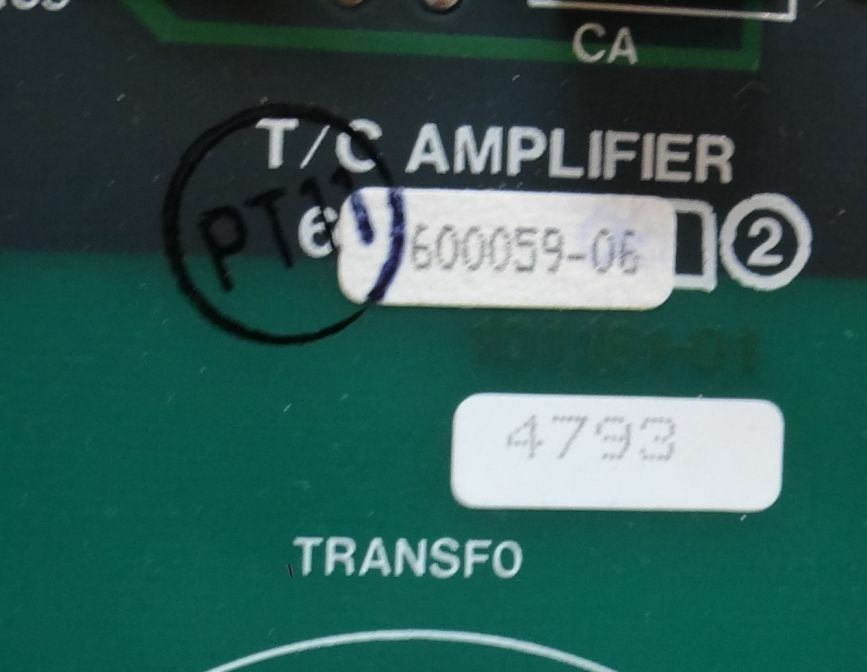 CA
T/C AMPLIFIER
PT11
600059-06 2
4793
TRANSFO